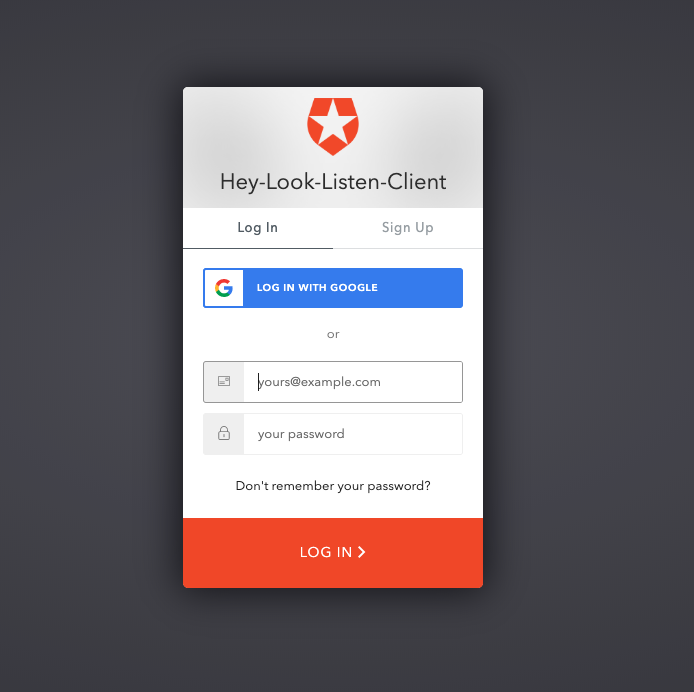 Hey-Look-Listen-Client
Log In
Sign Up
LOG IN WITH GOOGLE
or
yours@example.com
your password
Don't remember your password?
LOG IN